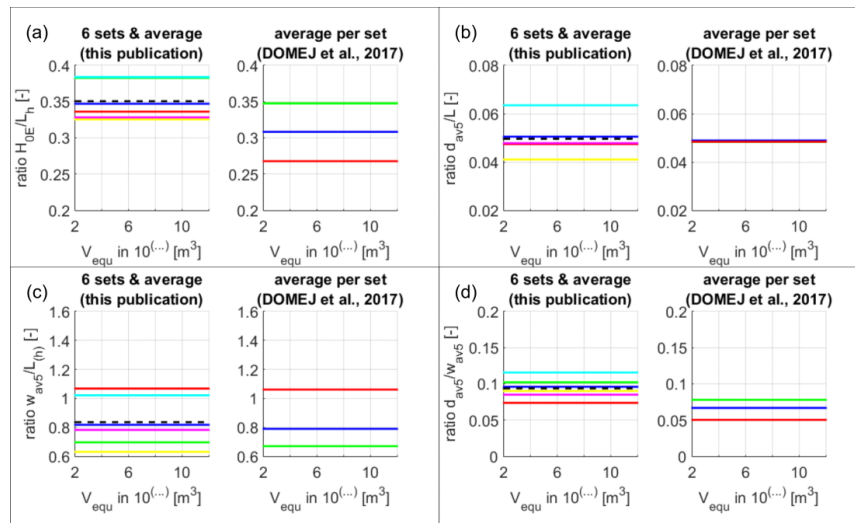 (a)
6 sets & average
(this publication)
average per set
(DOMEJ et al., 2017)
ratio H0E/Lh [-]
0.4
0.35
0.3
0.25
0.2
2
6
10
Vequ in 10(...) [m3]
0.4
0.35
0.3
0.25
0.2
2
6
10
Vequ in 10(...) [m3]
(b)
6 sets & average
(this publication)
average per set
(DOMEJ et al., 2017)
ratio dav5/L [-]
0.08
0.06
0.04
0.02
2
6
10
Vequ in 10(...) [m3]
0.08
0.06
0.04
0.02
2
6
10
Vequ in 10(...) [m3]
(c)
6 sets & average
(this publication)
average per set
(DOMEJ et al., 2017)
ratio wav5/L(h) [-]
1.6
1.4
1.2
1
0.8
0.6
2
6
10
Vequ in 10(...) [m3]
1.6
1.4
1.2
1
0.8
0.6
2
6
10
Vequ in 10(...) [m3]
(d)
6 sets & average
(this publication)
average per set
(DOMEJ et al., 2017)
ratio dav5/wav5 [-]
0.2
0.15
0.1
0.05
0
2
6
10
Vequ in 10(...) [m3]
0.2
0.15
0.1
0.05
0
2
6
10
Vequ in 10(...) [m3]